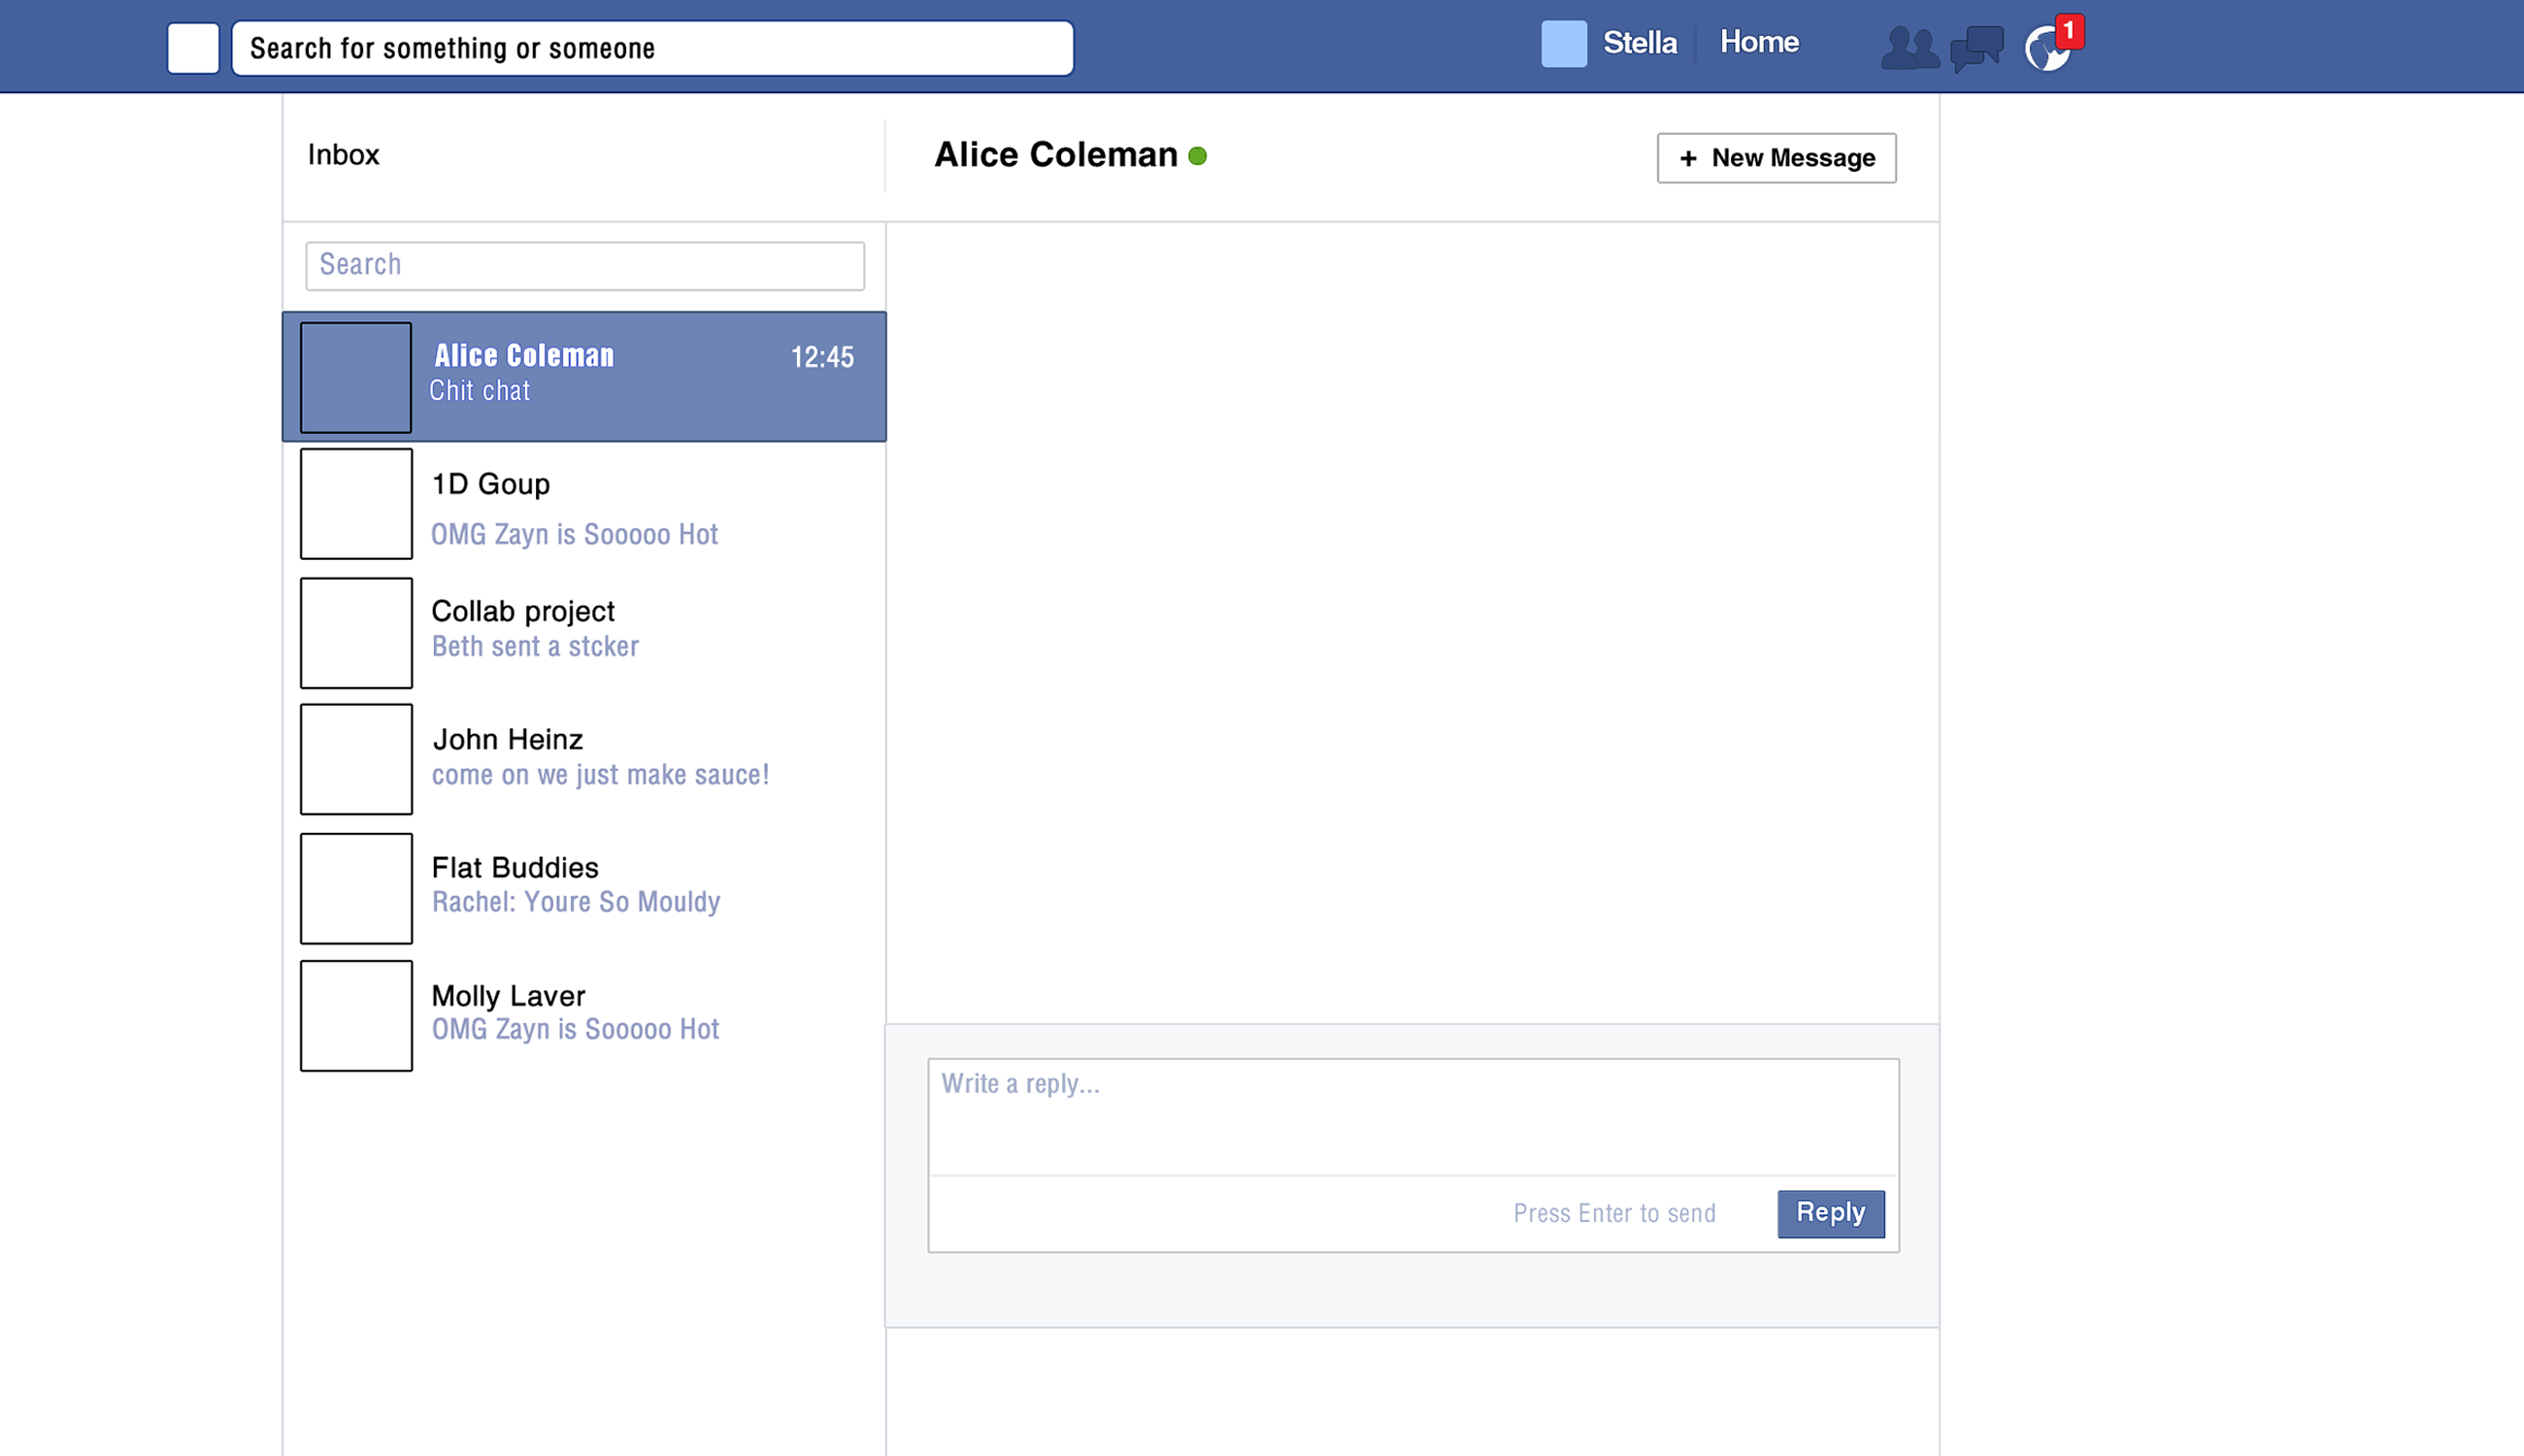 Search for something or someone
Stella
Home
1
Inbox
Alice Coleman
+ New Message
Search
Alice Coleman
12:45
Chit chat
1D Goup
OMG Zayn is Sooooo Hot
Collab project
Beth sent a stcker
John Heinz
come on we just make sauce!
Flat Buddies
Rachel: Youre So Mouldy
Molly Laver
OMG Zayn is Sooooo Hot
Write a reply...
Press Enter to send
Reply